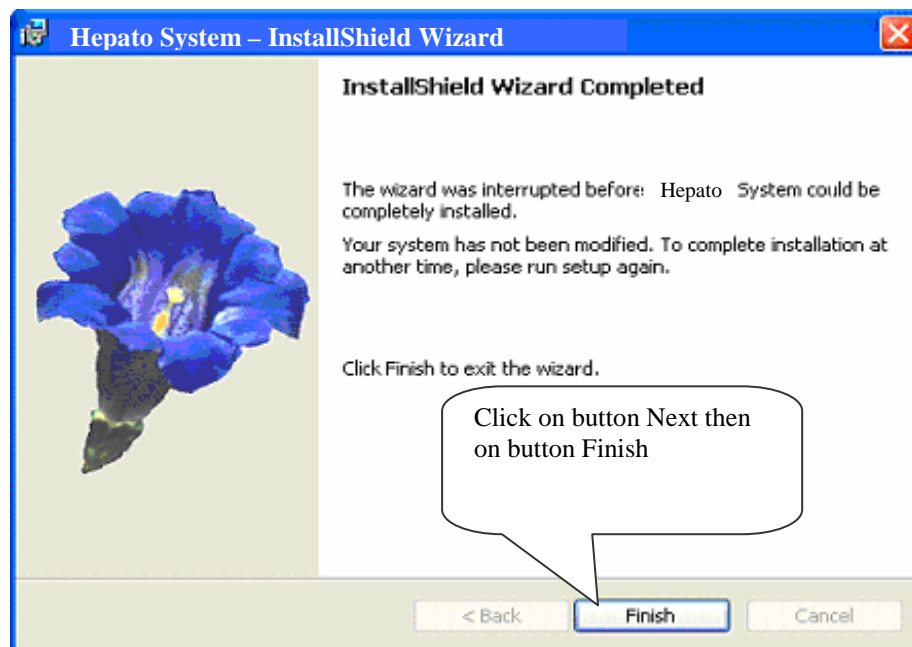 Hepato System – InstallShield Wizard
InstallShield Wizard Completed
The wizard was interrupted before Hepato System could be
completely installed.
Your system has not been modified. To complete installation at
another time, please run setup again.
Click Finish to exit the wizard.
Click on button Next then
on button Finish
< Back Finish Cancel